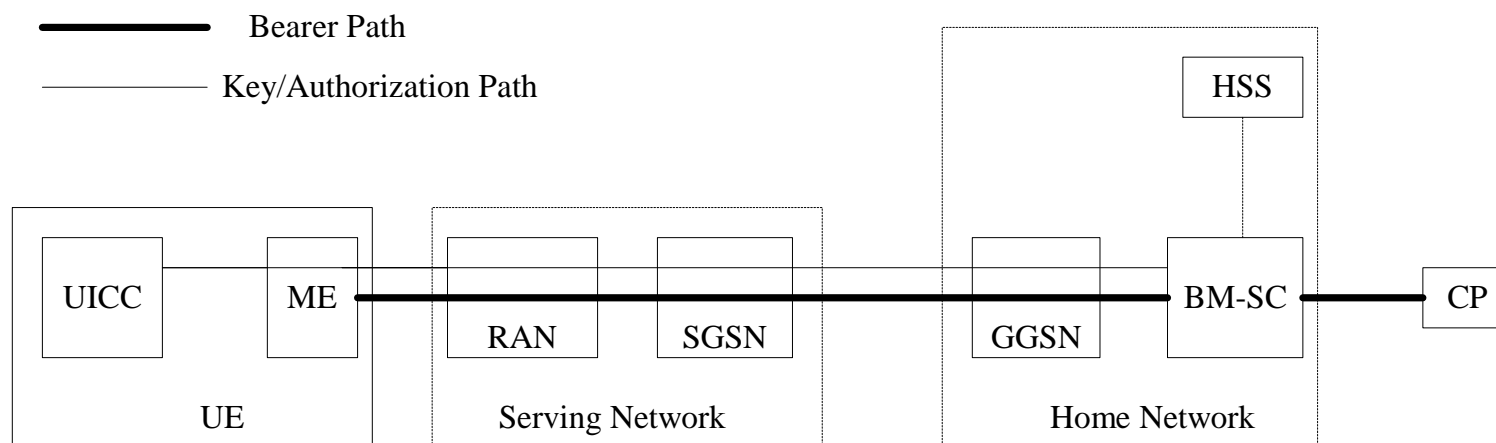 Bearer Path
Key/Authorization Path
HSS
UICC
ME
RAN
SGSN
GGSN
BM-SC
CP
UE
Serving Network
Home Network